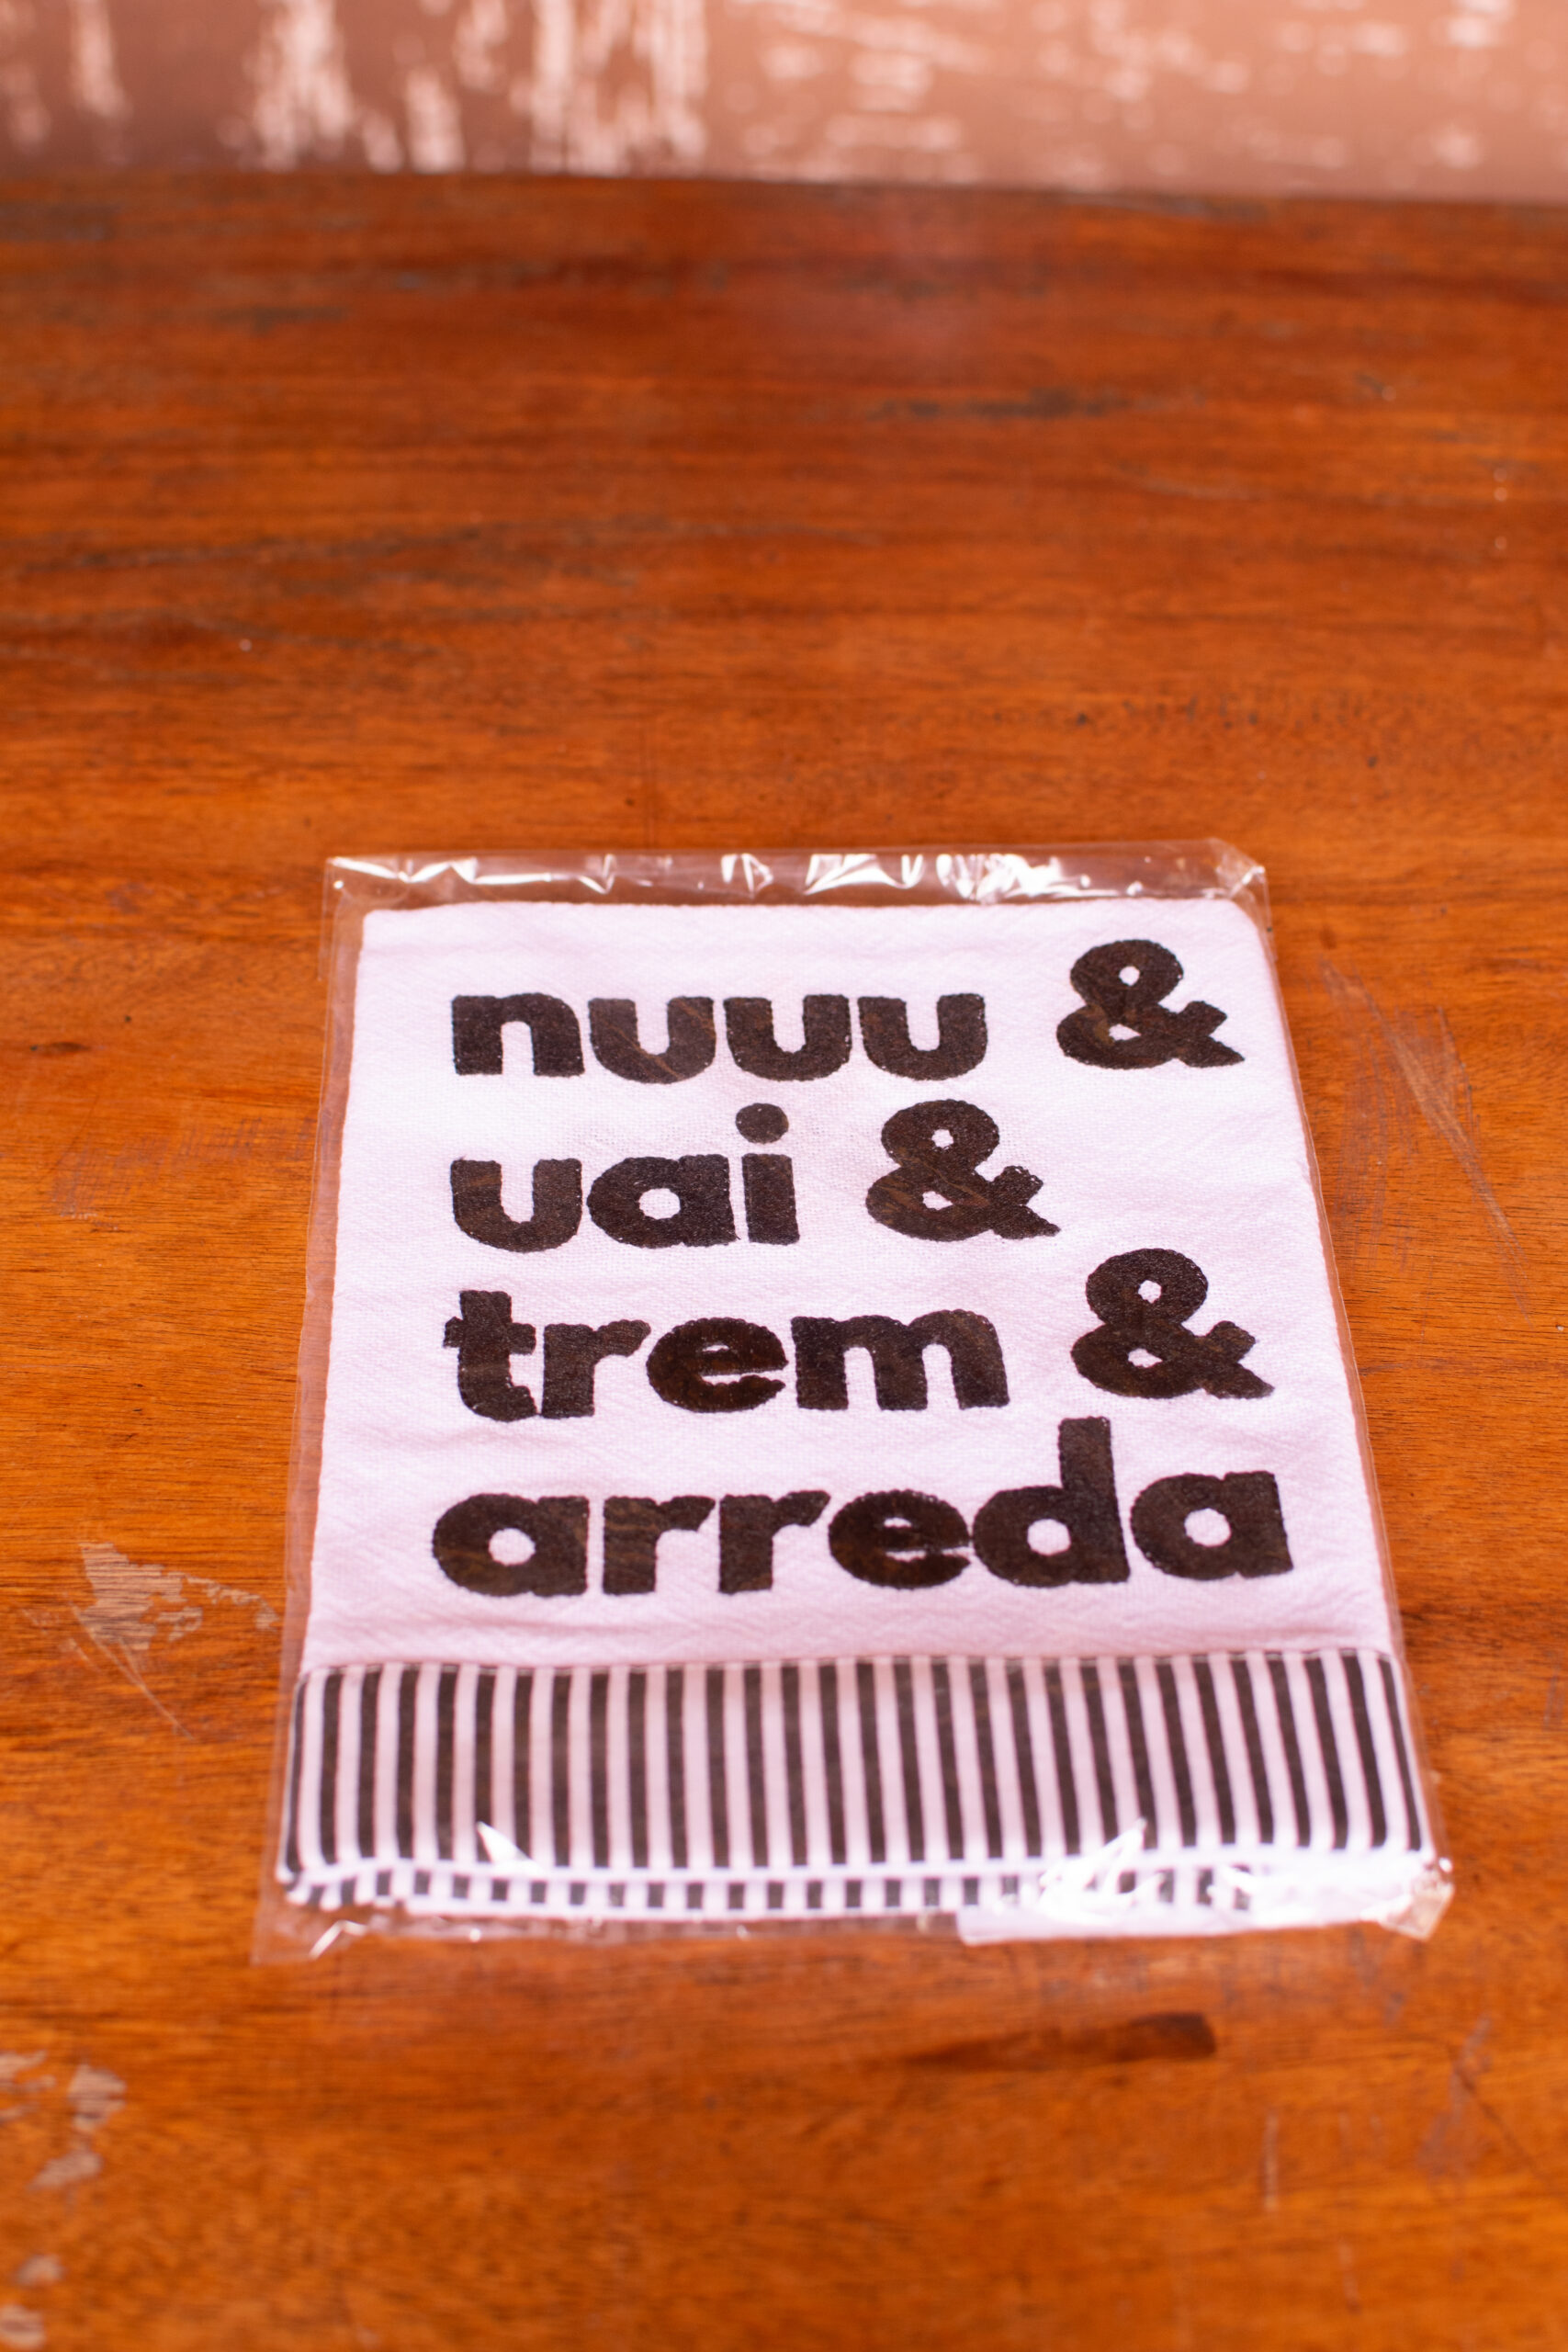 nuuu &
uai &
trem &
arreda